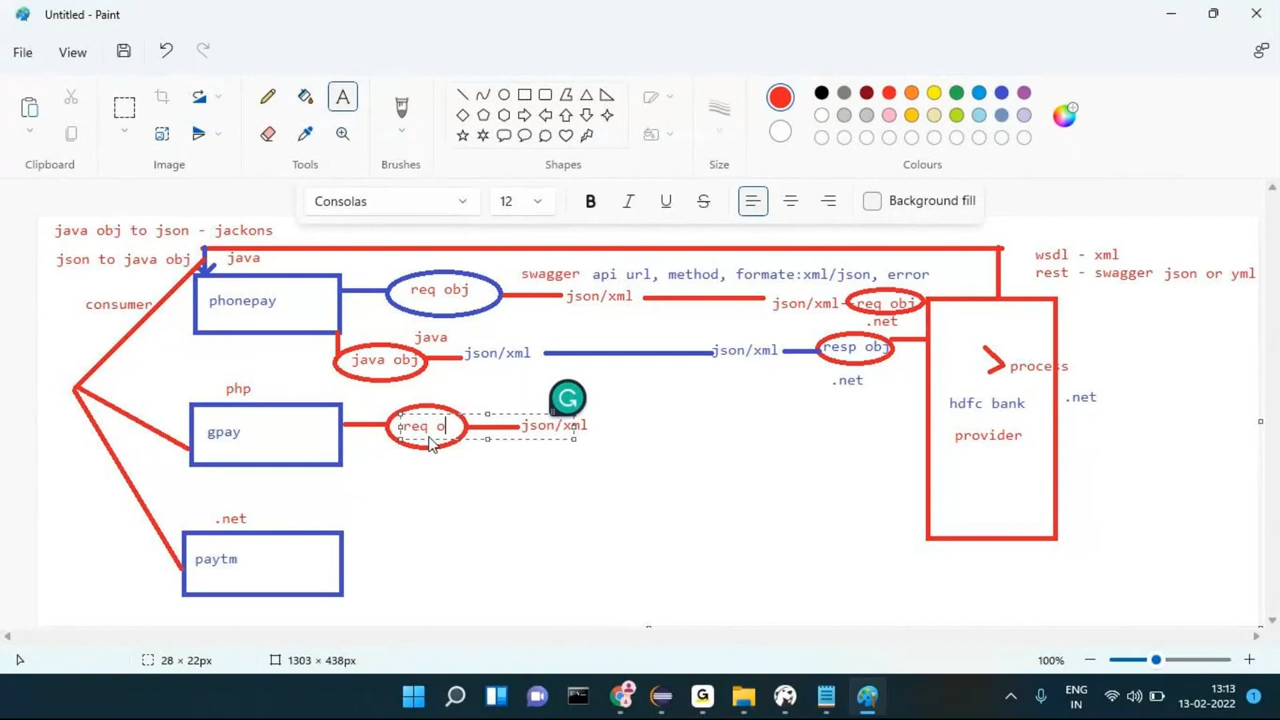 Untitled - Paint
File
View
Clipboard
Image
Tools
Brushes
Shapes
Size
Colours
Consolas
12
B
I
U
S
Background fill
java obj to json - jackons
json to java obj
java
consumer
phonepay
req obj
swagger
api url, method, formate:xml/json, error
json/xml
json/xml
req obj
.net
wsdl - xml
rest - swagger json or yml
java
java obj
json/xml
json/xml
resp obj
.net
process
hdfc bank
provider
.net
php
gpay
req o
json/xml
.net
paytm
28 × 22px
1303 × 438px
100%
ENG
IN
13:13
13-02-2022
1